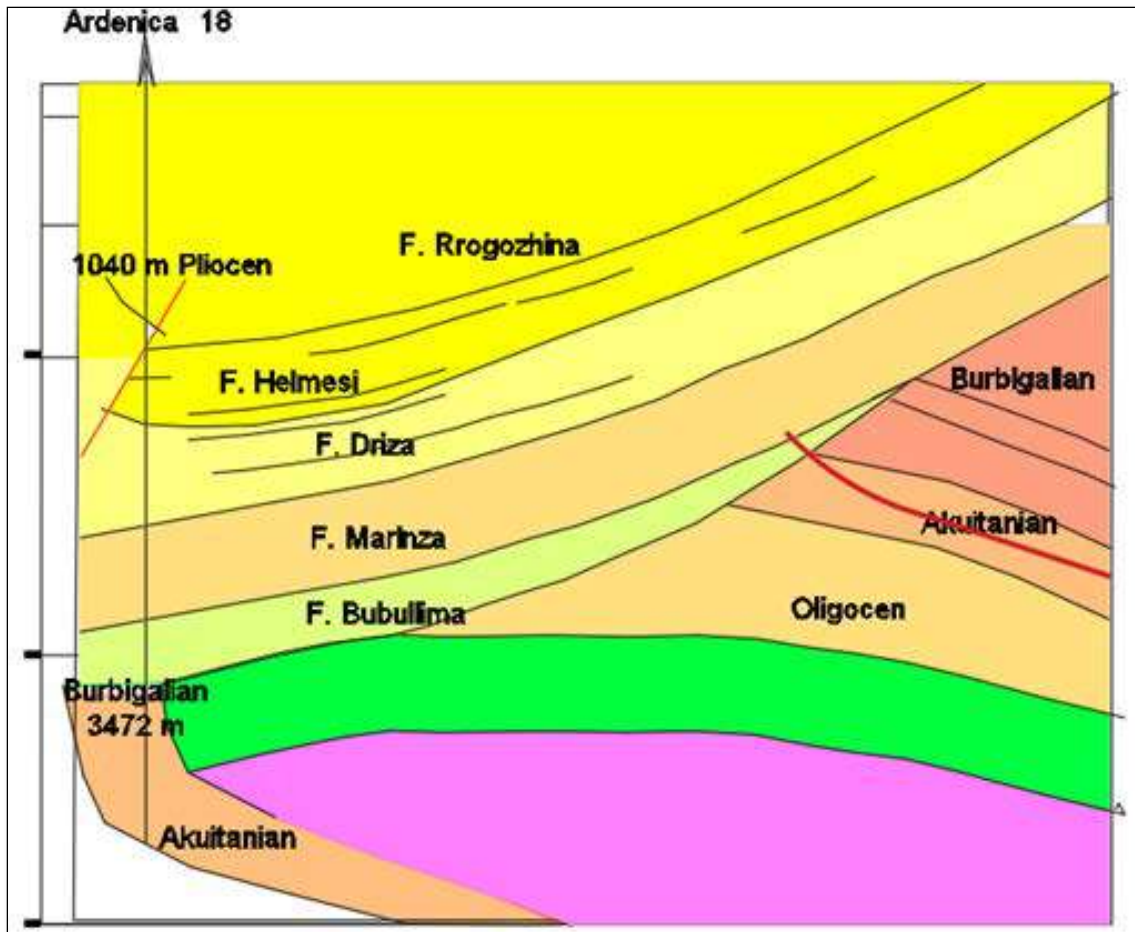 Ardenica 18
F. Rrogozhina
1040 m Pliocen
F. Helmesi
Burbigalian
F. Driza
Akuitanian
F. Marinza
Oligocen
F. Bubullima
Burbigalian
3472 m
Akuitanian